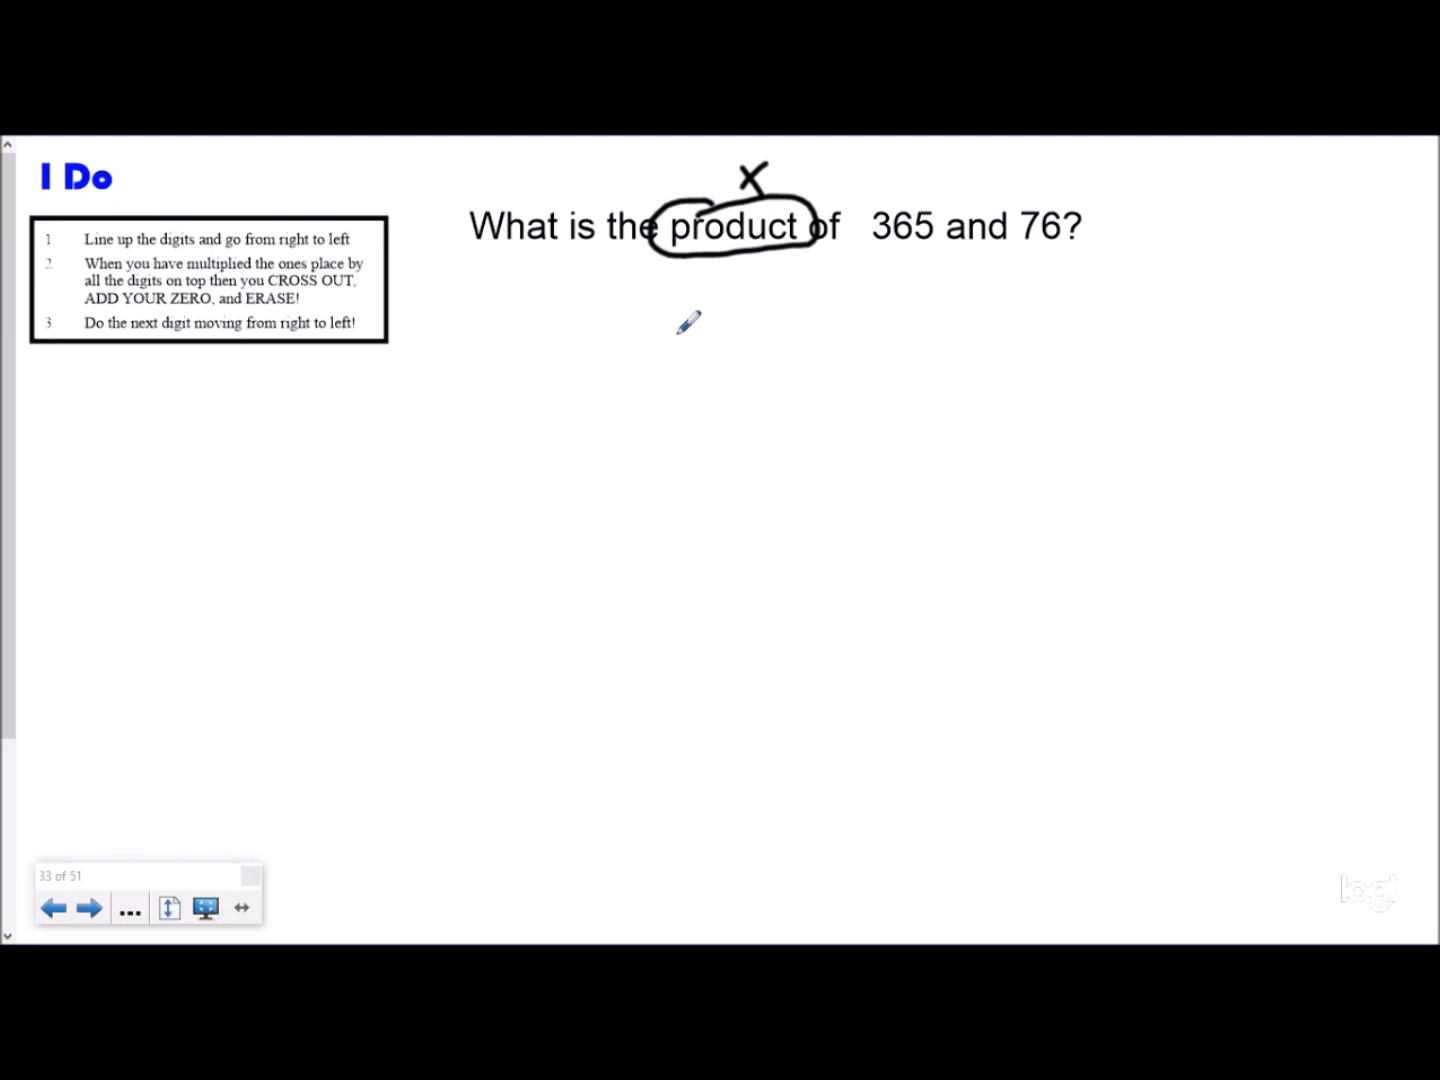 I Do
x
What is the product of 365 and 76?
1 Line up the digits and go from right to left
2 When you have multiplied the ones place by
all the digits on top then you CROSS OUT,
ADD YOUR ZERO, and ERASE!
3 Do the next digit moving from right to left!
33 of 51
...
logi